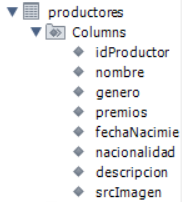 productores
Columns
idProductor
nombre
genero
premios
fechaNacimie
nacionalidad
descripcion
srcImagen